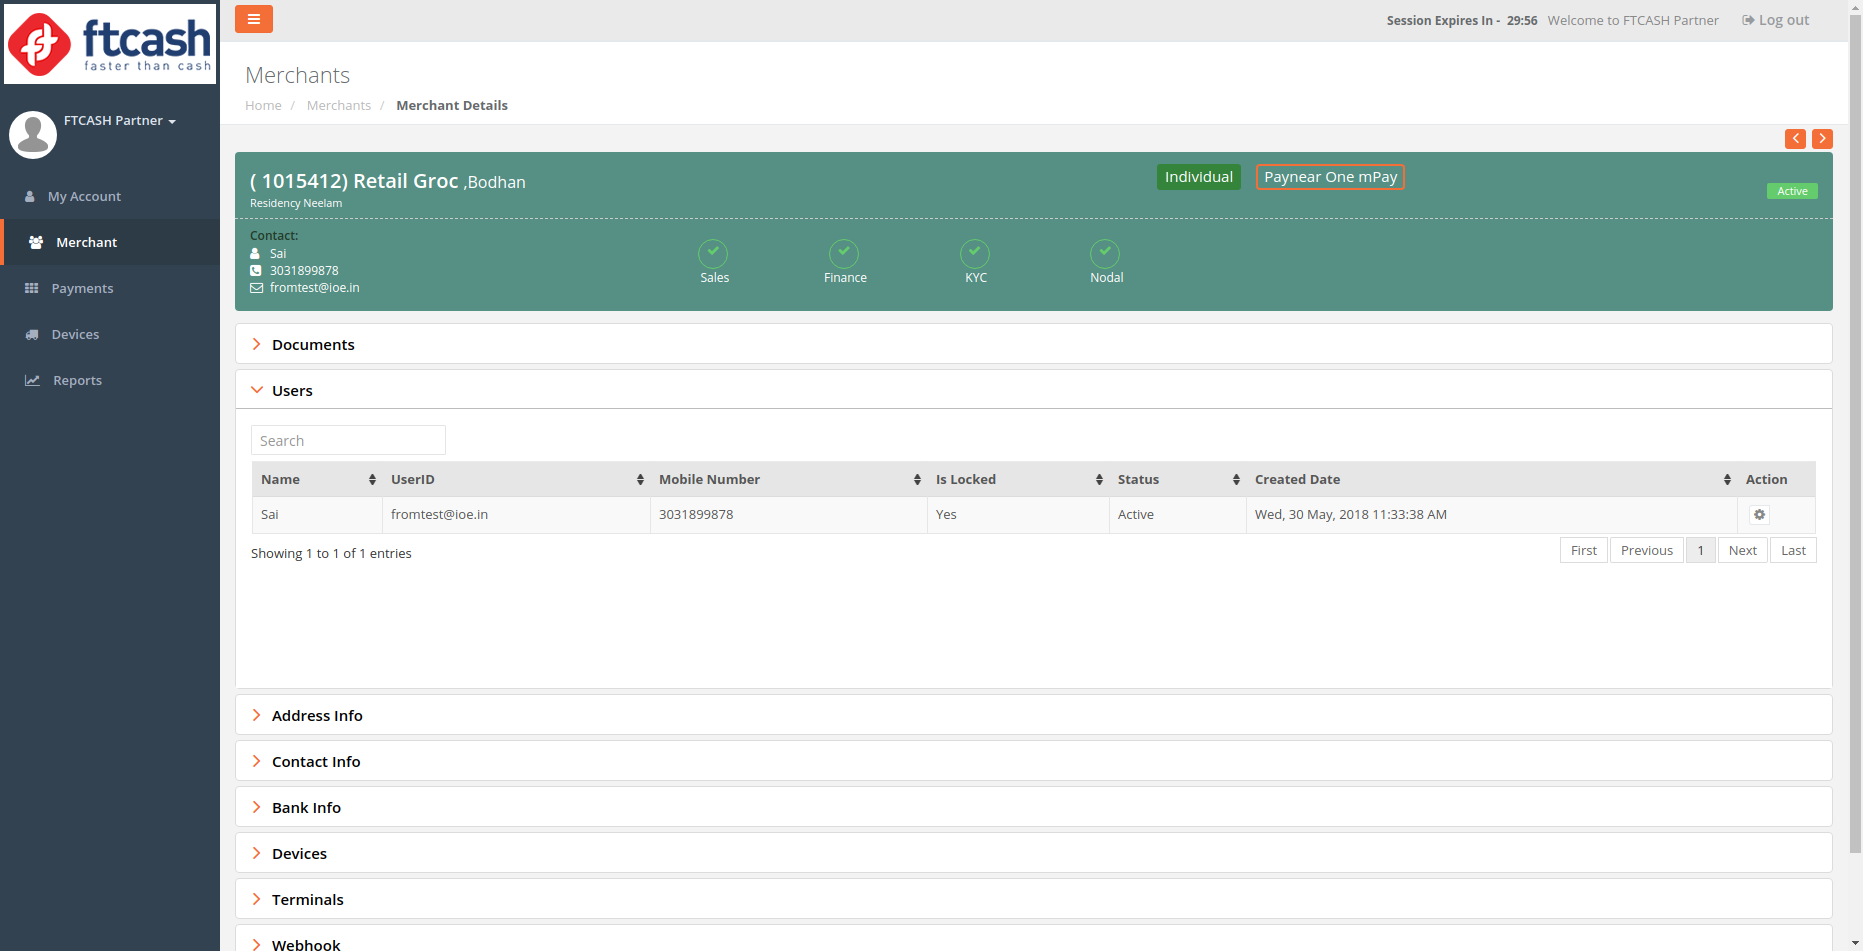 ftcash
faster than cash
Session Expires In - 29:56 Welcome to FTCASH Partner Log out
Merchants
Home / Merchants / Merchant Details
FTCASH Partner
My Account
Merchant
Payments
Devices
Reports
( 1015412) Retail Groc ,Bodhan
Residency Neelam
Individual
Paynear One mPay
Active
Contact:
Sai
3031899878
fromtest@ioe.in
Sales
Finance
KYC
Nodal
Documents
Users
Search
Name UserID Mobile Number Is Locked Status Created Date Action
Sai fromtest@ioe.in 3031899878 Yes Active Wed, 30 May, 2018 11:33:38 AM
Showing 1 to 1 of 1 entries
First Previous 1 Next Last
Address Info
Contact Info
Bank Info
Devices
Terminals
Webhook